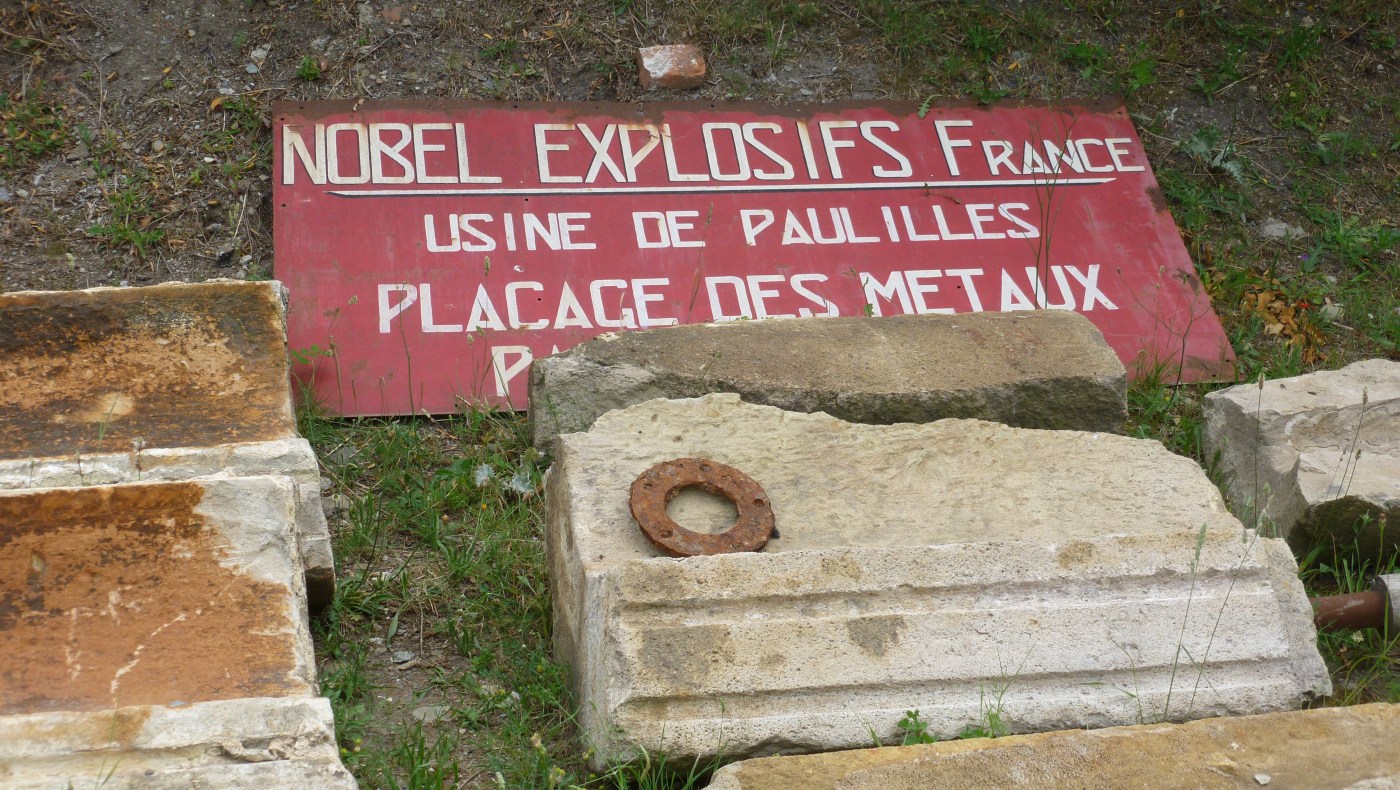 NOBEL EXPLOSIFS FRANCE
USINE DE PAULILLES
PLACAGE DES METAUX